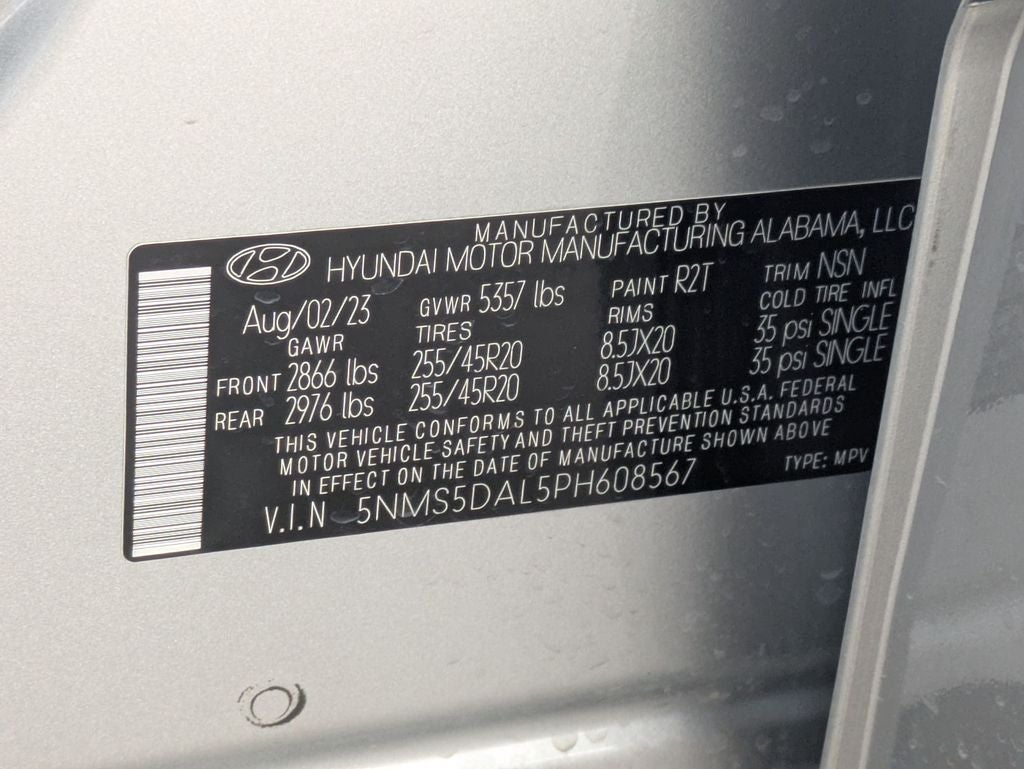 MANUFACTURED BY
HYUNDAI MOTOR MANUFACTURING ALABAMA, LLC
Aug/02/23 GVWR 5357 lbs PAINT R2T TRIM NSN
GAWR TIRES RIMS COLD TIRE INFL
FRONT 2866 lbs 255/45R20 8.5JX20 35 psi SINGLE
REAR 2976 lbs 255/45R20 8.5JX20 35 psi SINGLE
THIS VEHICLE CONFORMS TO ALL APPLICABLE U.S.A. FEDERAL
MOTOR VEHICLE SAFETY AND THEFT PREVENTION STANDARDS
IN EFFECT ON THE DATE OF MANUFACTURE SHOWN ABOVE
V.I.N 5NMS5DAL5PH608567 TYPE: MPV